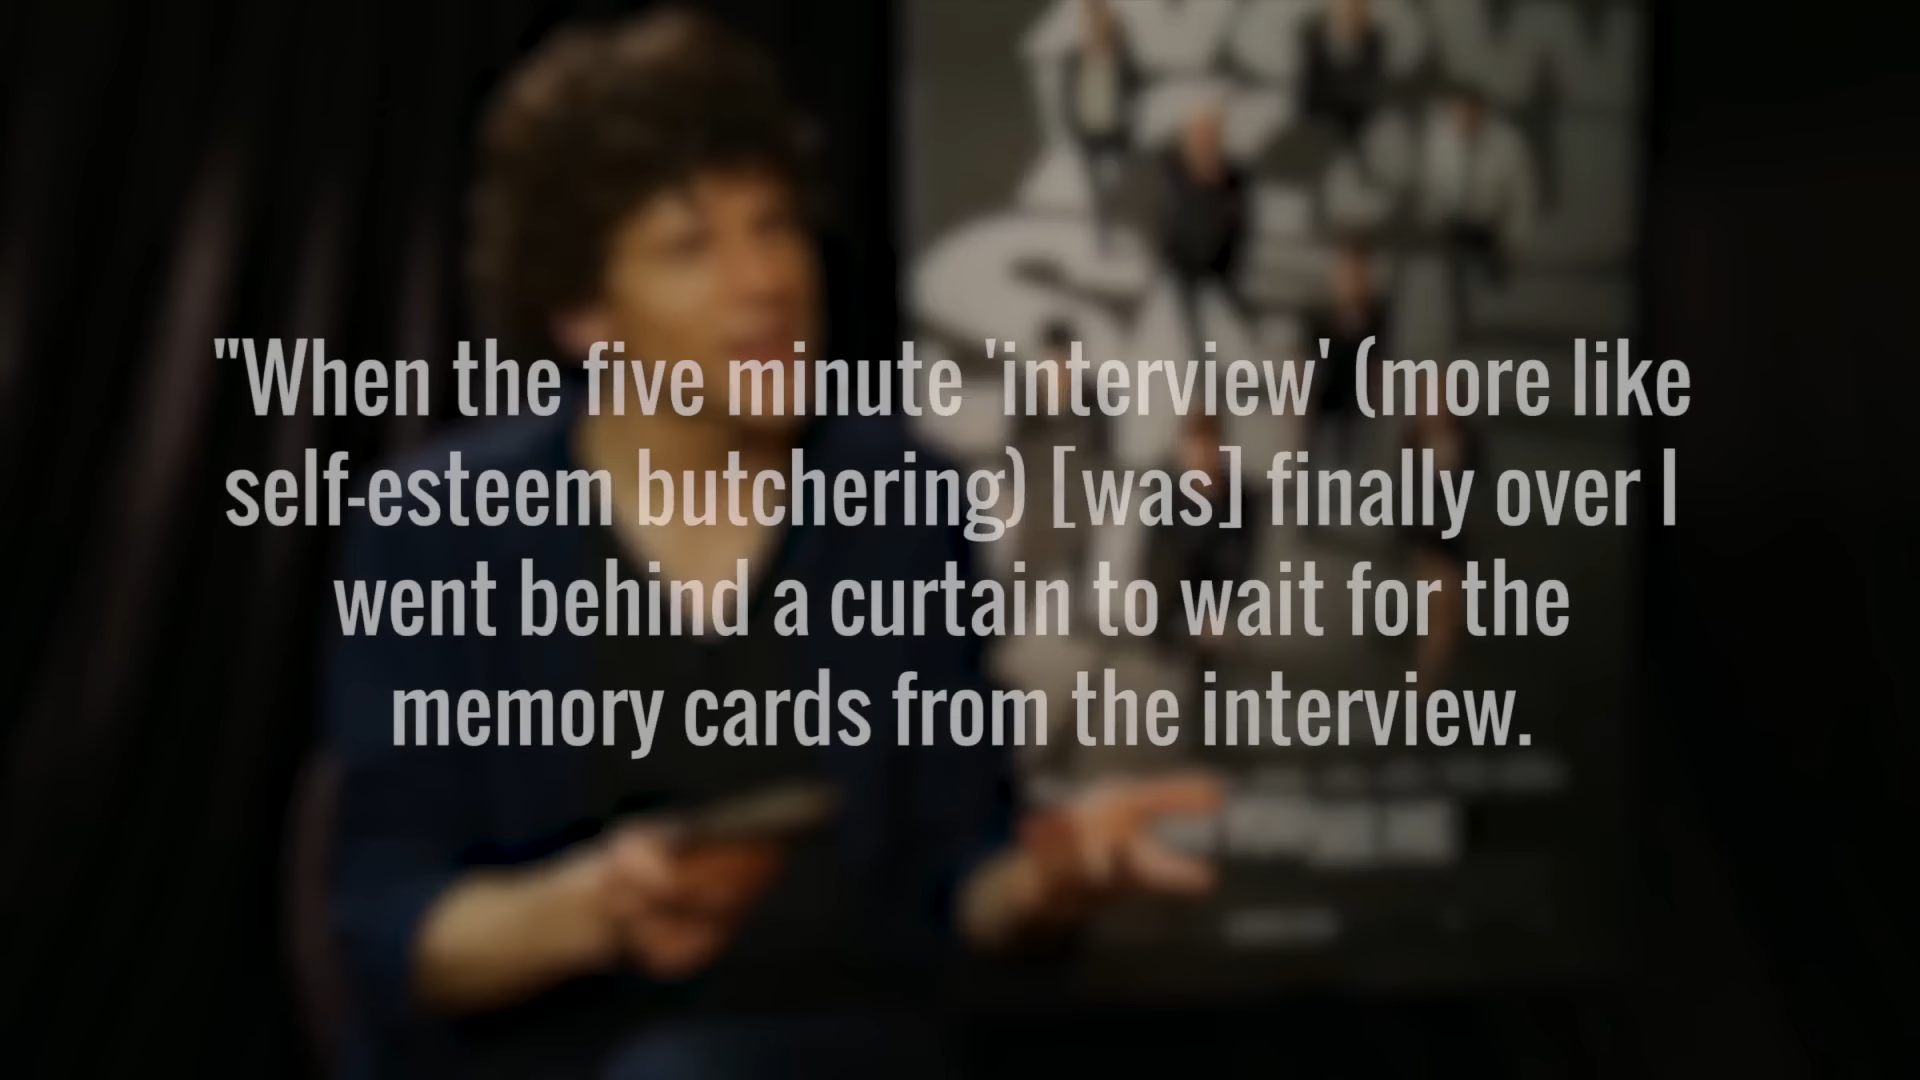 "When the five minute 'interview' (more like
self-esteem butchering) [was] finally over I
went behind a curtain to wait for the
memory cards from the interview.